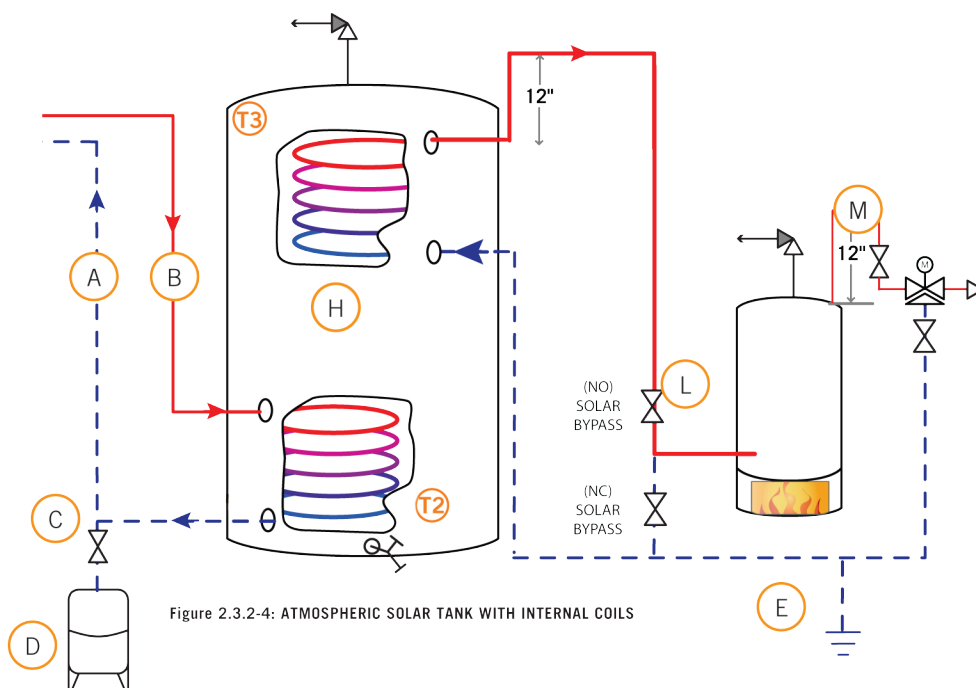 T3
12"
M
12"
M
A
B
H
(NO)
SOLAR
BYPASS
L
T2
(NC)
SOLAR
BYPASS
C
E
D
Figure 2.3.2-4: ATMOSPHERIC SOLAR TANK WITH INTERNAL COILS